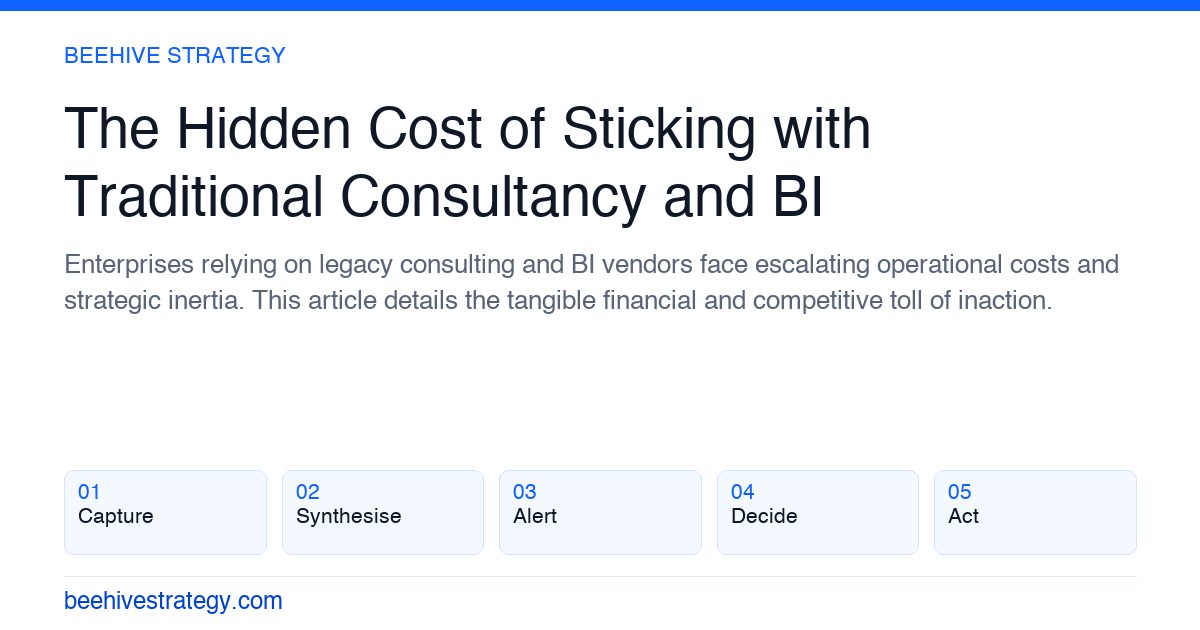 BEEHIVE STRATEGY
The Hidden Cost of Sticking with
Traditional Consultancy and BI
Enterprises relying on legacy consulting and BI vendors face escalating operational costs and
strategic inertia. This article details the tangible financial and competitive toll of inaction.
01
Capture
02
Synthesise
03
Alert
04
Decide
05
Act
beehivestrategy.com